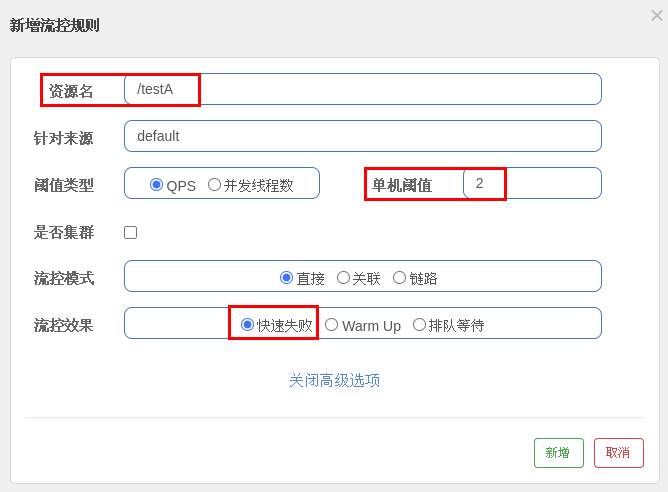 新增流控规则
×
资源名 /testA
针对来源 default
阈值类型 QPS 并发线程数 单机阈值 2
是否集群
流控模式 直接 关联 链路
流控效果 快速失败 Warm Up 排队等待
关闭高级选项
新增 取消